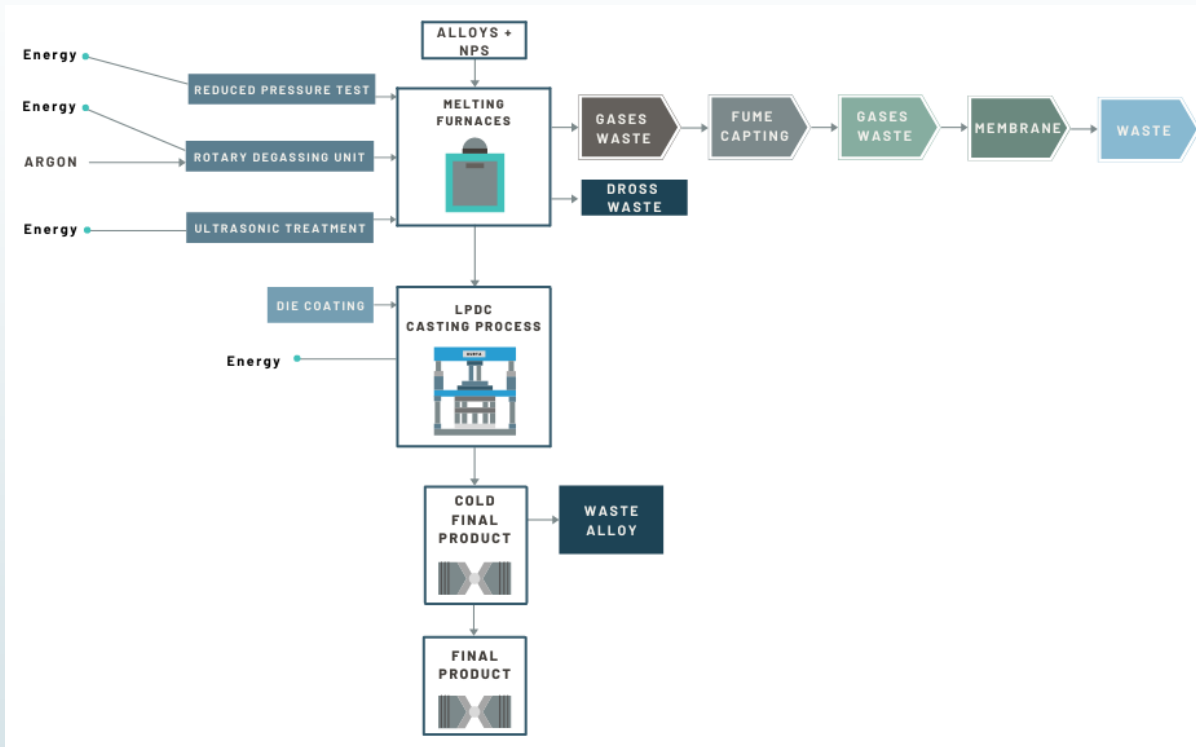 ALLOYS +
NPS
Energy
REDUCED PRESSURE TEST
Energy
ARGON
ROTARY DEGASSING UNIT
Energy
ULTRASONIC TREATMENT
MELTING
FURNACES
GASES
WASTE
FUME
CAPTING
GASES
WASTE
MEMBRANE
WASTE
DROSS
WASTE
DIE COATING
Energy
LPDC
CASTING PROCESS
COLD
FINAL
PRODUCT
WASTE
ALLOY
FINAL
PRODUCT